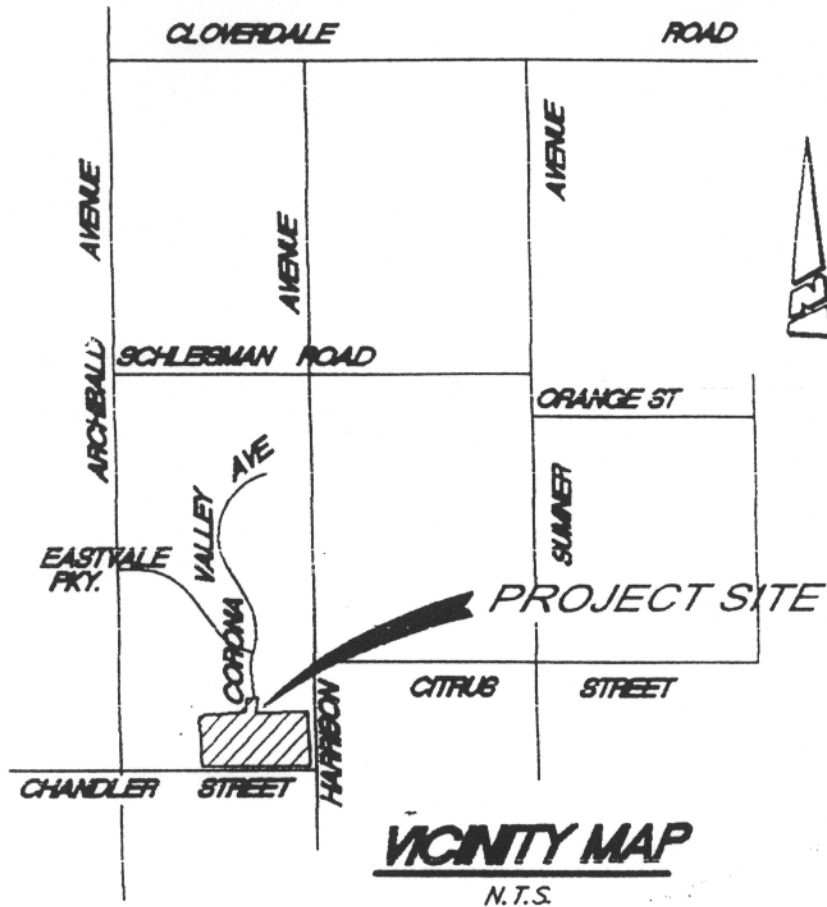 CLOVERDALE ROAD
AVENUE
AVENUE
AVENUE
N
SCHLEISMAN ROAD
ARCHIBALD
ORANGE ST
AVE
VALLEY
SUMNER
EASTVALE
PKY.
PROJECT SITE
CORONA
CITRUS STREET
HARRISON
CHANDLER STREET
VICINITY MAP
N.T.S.